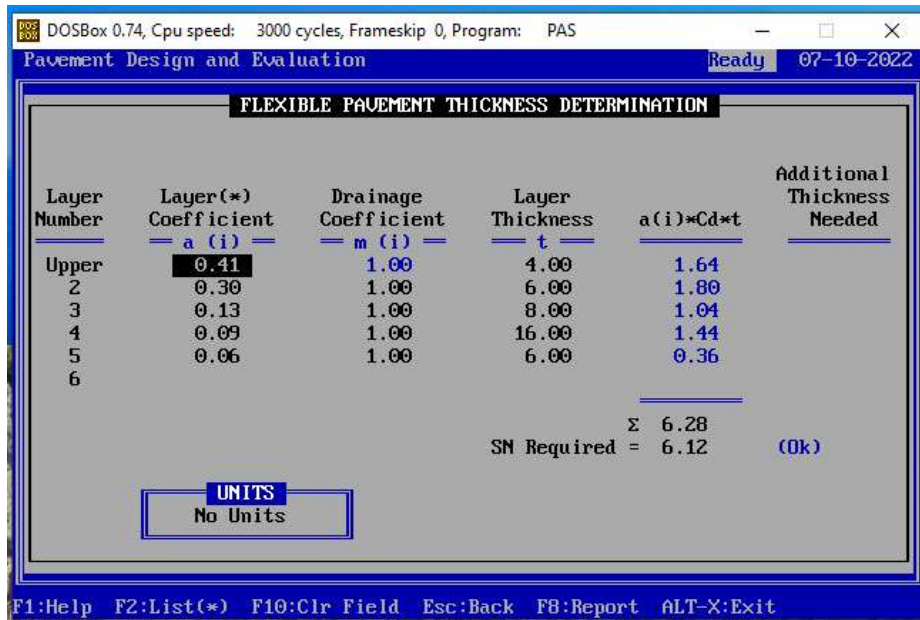 DOSBox 0.74, Cpu speed: 3000 cycles, Frameskip 0, Program: PAS
Pavement Design and Evaluation Ready 07-10-2022
FLEXIBLE PAVEMENT THICKNESS DETERMINATION
Additional
Layer Layer(*) Drainage Layer Thickness
Number Coefficient Coefficient Thickness a(i)*Cd*t Needed
a (i) m (i) t
Upper 0.41 1.00 4.00 1.64
2 0.30 1.00 6.00 1.80
3 0.13 1.00 8.00 1.04
4 0.09 1.00 16.00 1.44
5 0.06 1.00 6.00 0.36
6
Σ 6.28
SN Required = 6.12 (Ok)
UNITS
No Units
F1:Help F2:List(*) F10:Clr Field Esc:Back F8:Report ALT-X:Exit